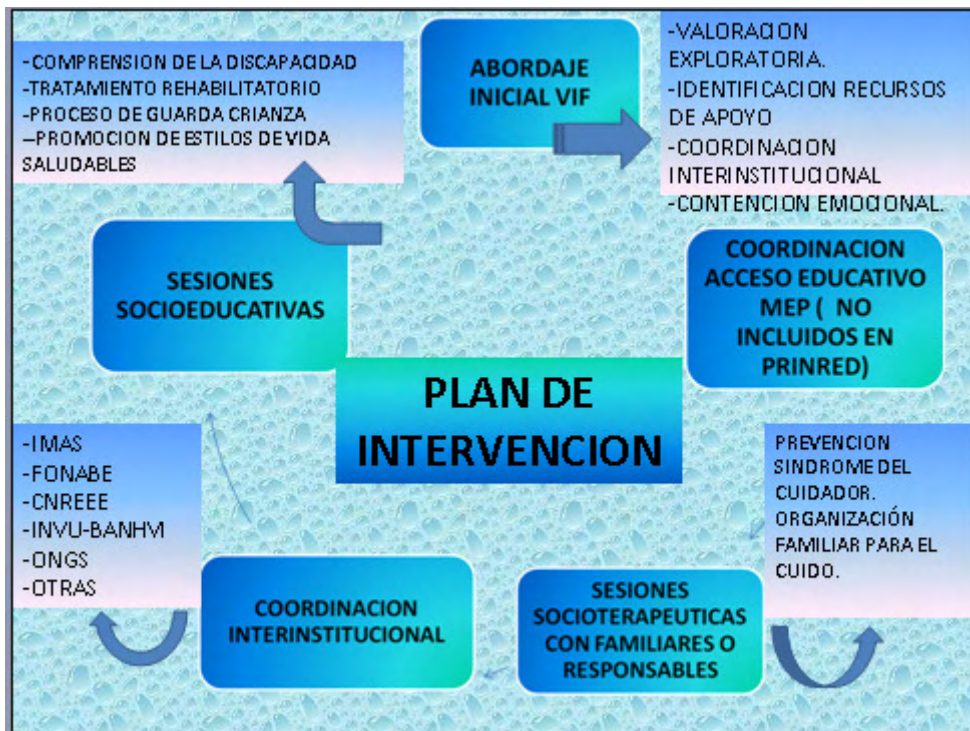 -COMPRENSION DE LA DISCAPACIDAD
-TRATAMIENTO REHABILITATORIO
-PROCESO DE GUARDA CRIANZA
–PROMOCION DE ESTILOS DE VIDA
SALUDABLES
ABORDAJE
INICIAL VIF
-VALORACION
EXPLORATORIA.
-IDENTIFICACION RECURSOS
DE APOYO
-COORDINACION
INTERINSTITUCIONAL
-CONTENCION EMOCIONAL.
SESIONES
SOCIOEDUCATIVAS
COORDINACION
ACCESO EDUCATIVO
MEP ( NO
INCLUIDOS EN
PRINRED)
PLAN DE
INTERVENCION
-IMAS
-FONABE
-CNREEE
-INVU-BANHVI
-ONGS
-OTRAS
PREVENCION
SINDROME DEL
CUIDADOR.
ORGANIZACIÓN
FAMILIAR PARA EL
CUIDO.
COORDINACION
INTERINSTITUCIONAL
SESIONES
SOCIOTERAPEUTICAS
CON FAMILIARES O
RESPONSABLES